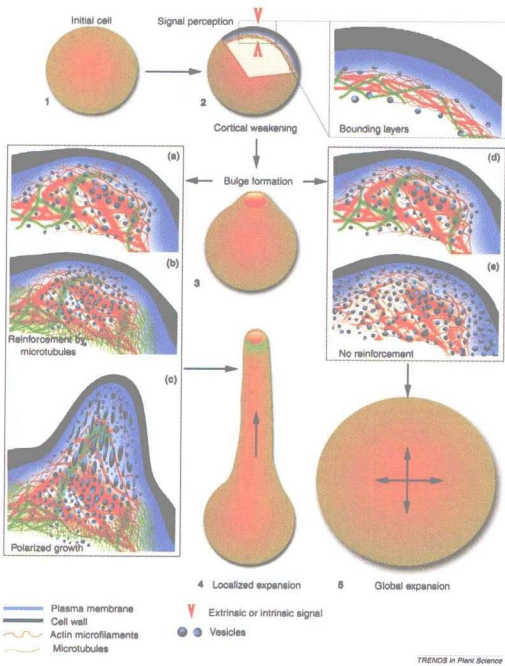 Initial cell
Signal perception
1
2
Cortical weakening
Bounding layers
(a)
Bulge formation
(d)
(b)
3
(e)
Reinforcement by
microtubules
No reinforcement
(c)
Polarized growth
4 Localized expansion
5 Global expansion
Plasma membrane
Cell wall
Actin microfilaments
Microtubules
Extrinsic or intrinsic signal
Vesicles
TRENDS in Plant Science